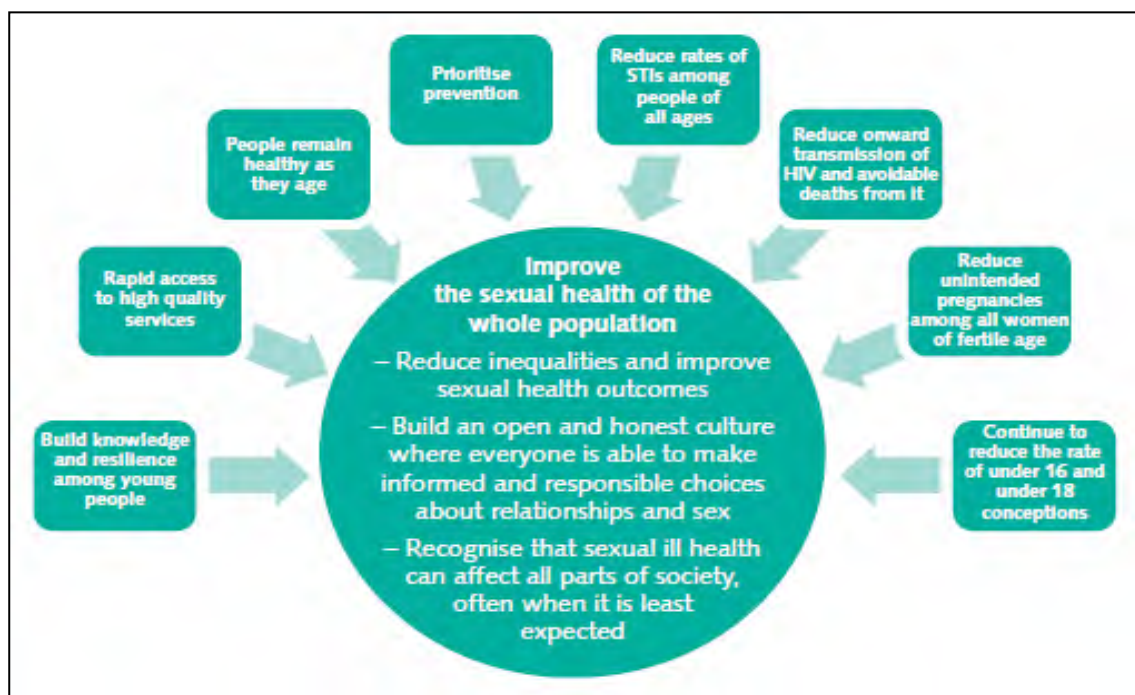 Build knowledge
and resilience
among young
people
Rapid access
to high quality
services
People remain
healthy as
they age
Prioritise
prevention
Reduce rates of
STIs among
people of
all ages
Reduce onward
transmission of
HIV and avoidable
deaths from it
Reduce
unintended
pregnancies
among all women
of fertile age
Continue to
reduce the rate
of under 16 and
under 18
conceptions
Improve
the sexual health of the
whole population
– Reduce inequalities and improve
sexual health outcomes
– Build an open and honest culture
where everyone is able to make
informed and responsible choices
about relationships and sex
– Recognise that sexual ill health
can affect all parts of society,
often when it is least
expected